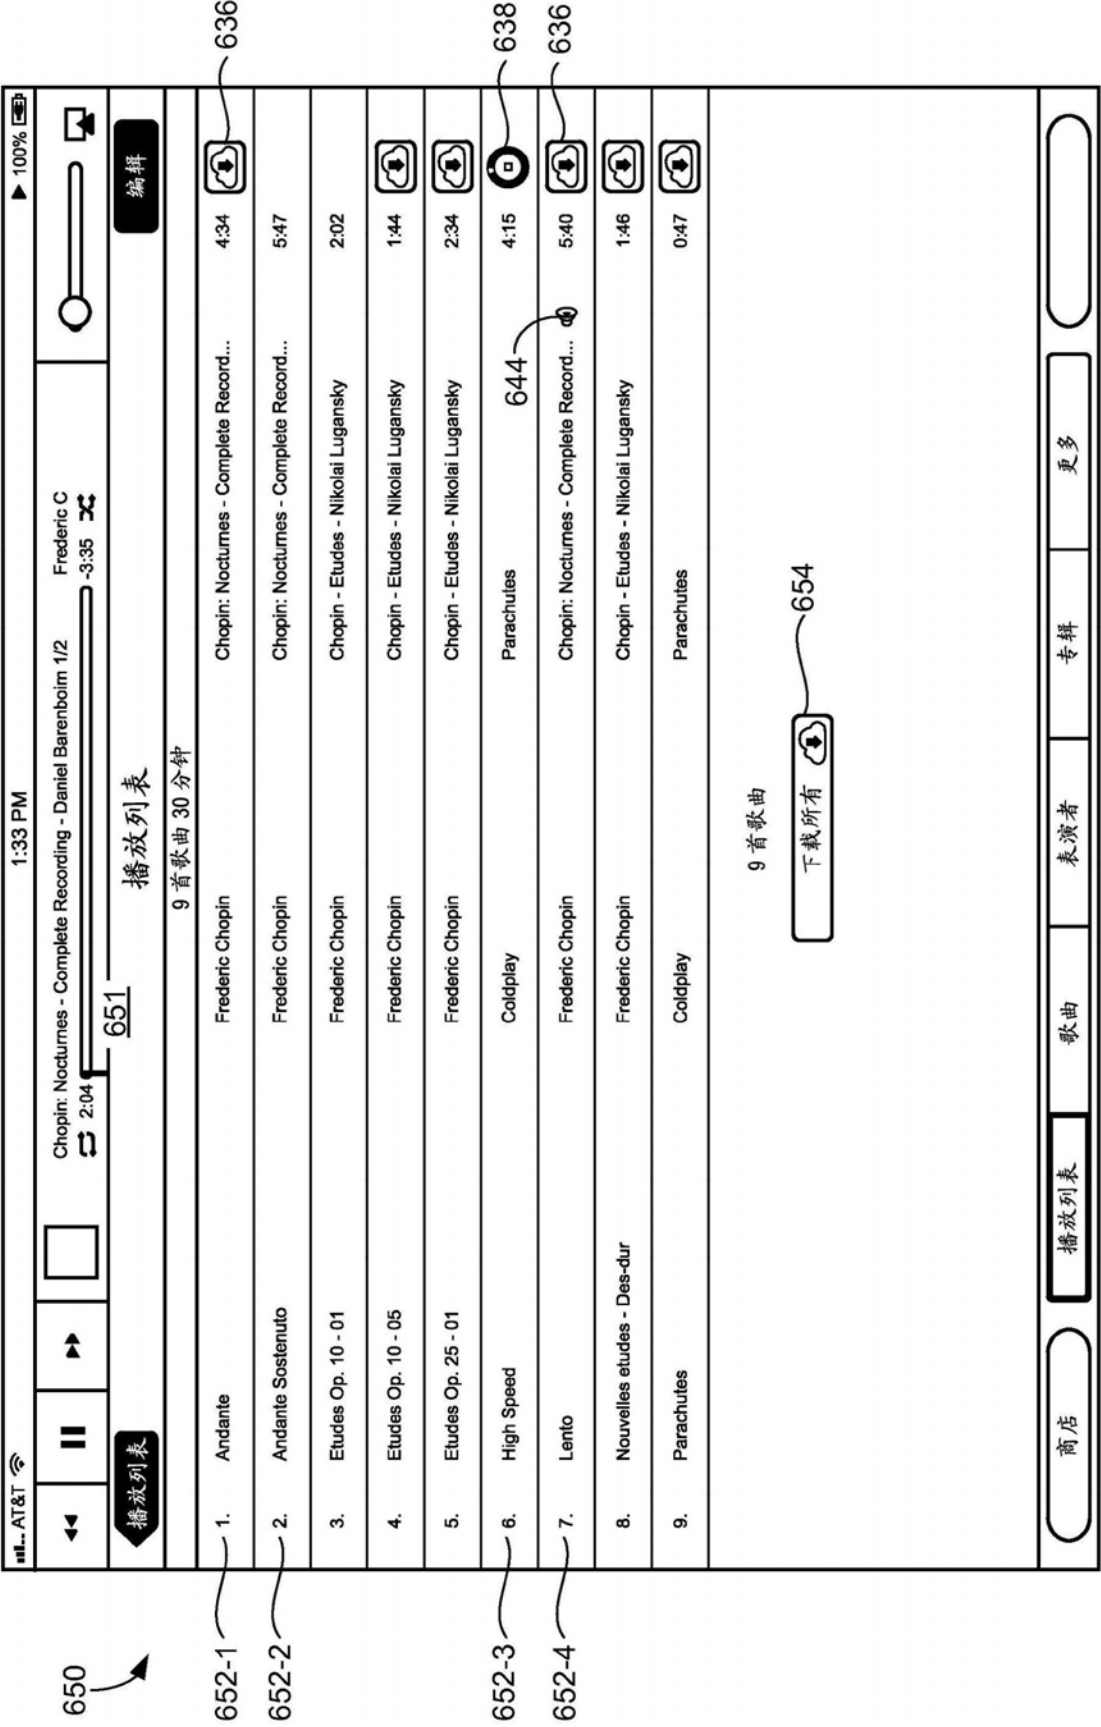 AT&T 1:33 PM 100%
Chopin: Nocturnes - Complete Recording - Daniel Barenboim 1/2 Frederic C
2:04 -3:35
651
播放列表 播放列表 编辑
9 首歌曲 30 分钟
1. Andante Frederic Chopin Chopin: Nocturnes - Complete Record... 4:34
2. Andante Sostenuto Frederic Chopin Chopin: Nocturnes - Complete Record... 5:47
3. Etudes Op. 10 - 01 Frederic Chopin Chopin - Etudes - Nikolai Lugansky 2:02
4. Etudes Op. 10 - 05 Frederic Chopin Chopin - Etudes - Nikolai Lugansky 1:44
5. Etudes Op. 25 - 01 Frederic Chopin Chopin - Etudes - Nikolai Lugansky 2:34
6. High Speed Coldplay Parachutes 4:15
7. Lento Frederic Chopin Chopin: Nocturnes - Complete Record... 5:40
8. Nouvelles etudes - Des-dur Frederic Chopin Chopin - Etudes - Nikolai Lugansky 1:46
9. Parachutes Coldplay Parachutes 0:47
9 首歌曲
下载所有
商店 播放列表 歌曲 表演者 专辑 更多
650
652-1
652-2
652-3
652-4
636
638
636
644
654